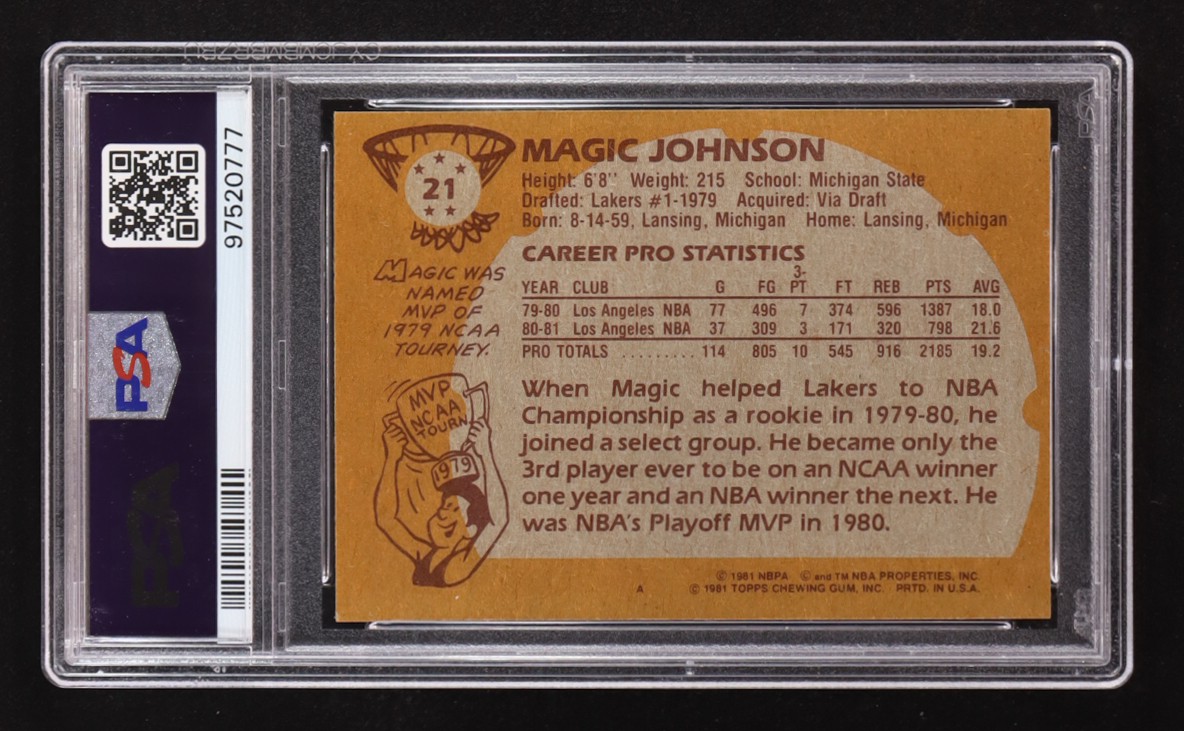 97520777
PSA
PSA
21
MAGIC JOHNSON
Height: 6'8'' Weight: 215 School: Michigan State
Drafted: Lakers #1-1979 Acquired: Via Draft
Born: 8-14-59, Lansing, Michigan Home: Lansing, Michigan
MAGIC WAS
NAMED
MVP OF
1979 NCAA
TOURNEY.
MVP
NCAA
TOURN
1979
CAREER PRO STATISTICS
YEAR CLUB G FG 3-PT FT REB PTS AVG
79-80 Los Angeles NBA 77 496 7 374 596 1387 18.0
80-81 Los Angeles NBA 37 309 3 171 320 798 21.6
PRO TOTALS .......... 114 805 10 545 916 2185 19.2
When Magic helped Lakers to NBA
Championship as a rookie in 1979-80, he
joined a select group. He became only the
3rd player ever to be on an NCAA winner
one year and an NBA winner the next. He
was NBA's Playoff MVP in 1980.
© 1981 NBPA © and TM NBA PROPERTIES, INC.
A © 1981 TOPPS CHEWING GUM, INC. PRTD. IN U.S.A.